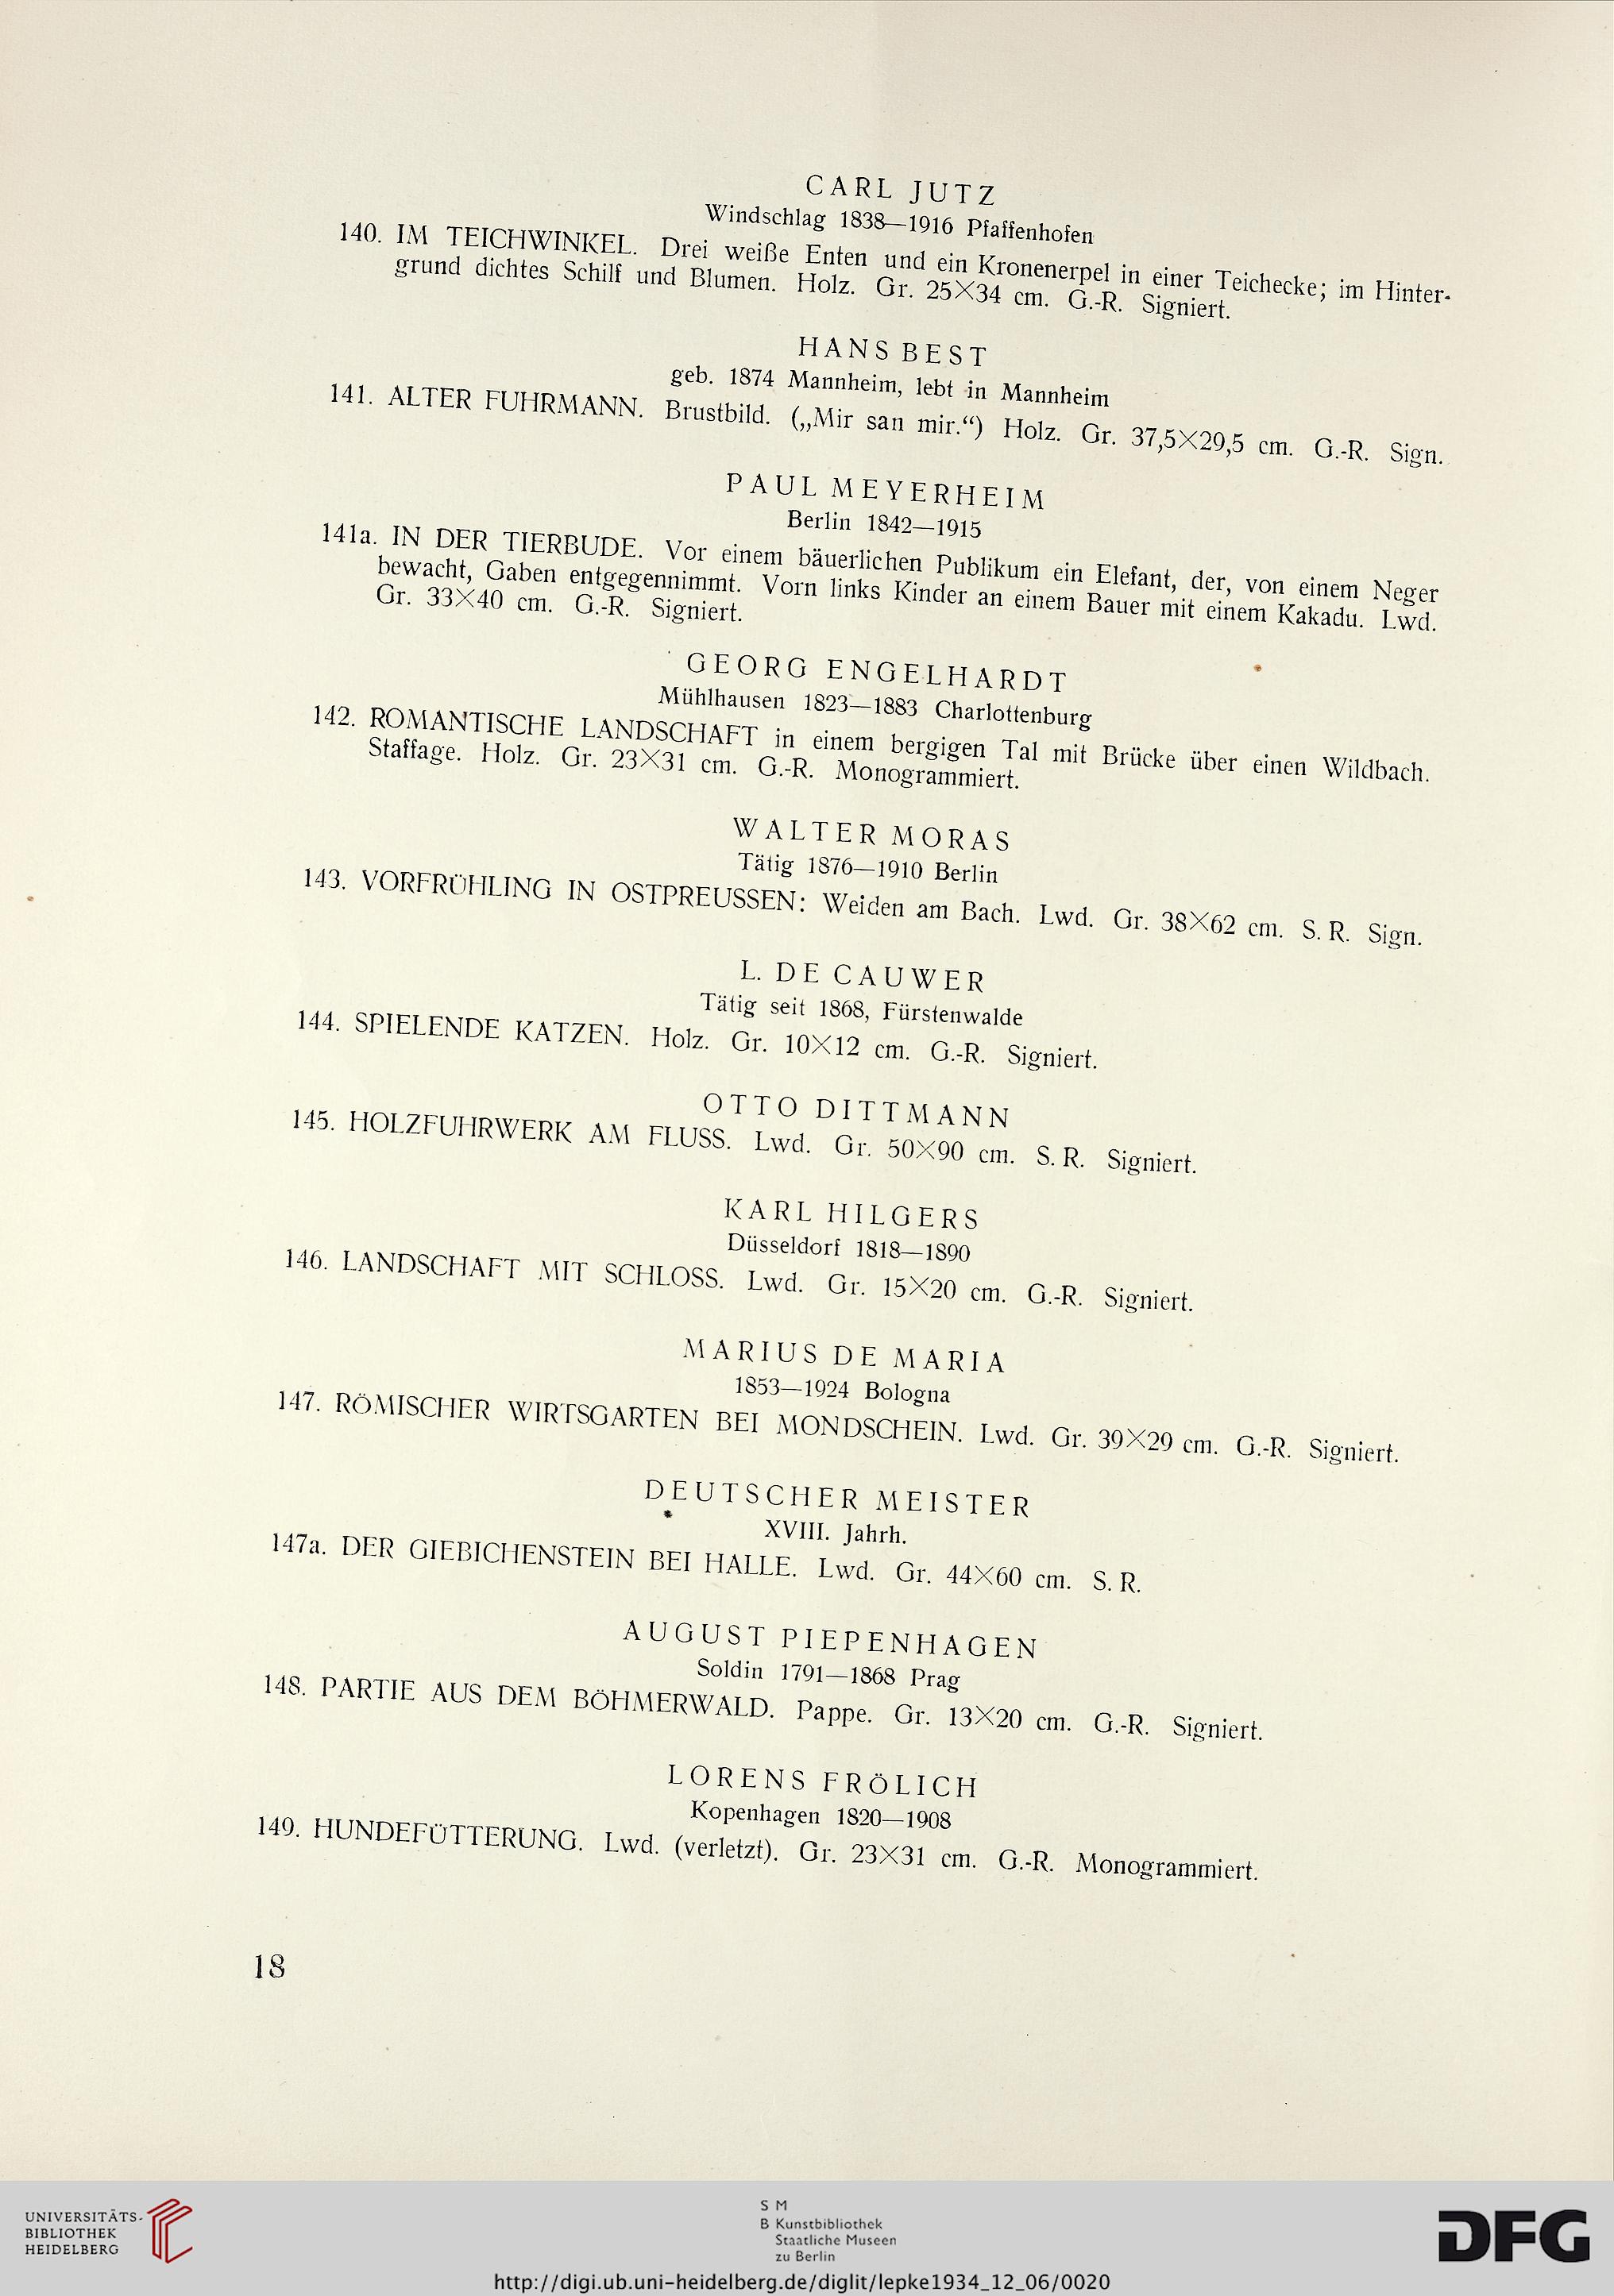 CARL JUTZ
Windschlag 1838—1916 Pfaffenhofen
140. IM TEICHWINKEL. Drei weiße Enten und ein Kronenerpel in einer Teichecke; im Hinter-
grund dichtes Schilf und Blumen. Holz. Gr. 25×34 cm. G.-R. Signiert.
HANS BEST
geb. 1874 Mannheim, lebt in Mannheim
141. ALTER FUHRMANN. Brustbild. („Mir san mir.“) Holz. Gr. 37,5×29,5 cm. G.-R. Sign.
PAUL MEYERHEIM
Berlin 1842—1915
141a. IN DER TIERBUDE. Vor einem bäuerlichen Publikum ein Elefant, der, von einem Neger
bewacht, Gaben entgegennimmt. Vorn links Kinder an einem Bauer mit einem Kakadu. Lwd.
Gr. 33×40 cm. G.-R. Signiert.
GEORG ENGELHARDT
Mühlhausen 1823—1883 Charlottenburg
142. ROMANTISCHE LANDSCHAFT in einem bergigen Tal mit Brücke über einen Wildbach.
Staffage. Holz. Gr. 23×31 cm. G.-R. Monogrammiert.
WALTER MORAS
Tätig 1876—1910 Berlin
143. VORFRÜHLING IN OSTPREUSSEN: Weiden am Bach. Lwd. Gr. 38×62 cm. S. R. Sign.
L. DE CAUWER
Tätig seit 1868, Fürstenwalde
144. SPIELENDE KATZEN. Holz. Gr. 10×12 cm. G.-R. Signiert.
OTTO DITTMANN
145. HOLZFUHRWERK AM FLUSS. Lwd. Gr. 50×90 cm. S. R. Signiert.
KARL HILGERS
Düsseldorf 1818—1890
146. LANDSCHAFT MIT SCHLOSS. Lwd. Gr. 15×20 cm. G.-R. Signiert.
MARIUS DE MARIA
1853—1924 Bologna
147. RÖMISCHER WIRTSGARTEN BEI MONDSCHEIN. Lwd. Gr. 39×29 cm. G.-R. Signiert.
DEUTSCHER MEISTER
XVIII. Jahrh.
147a. DER GIEBICHENSTEIN BEI HALLE. Lwd. Gr. 44×60 cm. S. R.
AUGUST PIEPENHAGEN
Soldin 1791—1868 Prag
148. PARTIE AUS DEM BÖHMERWALD. Pappe. Gr. 13×20 cm. G.-R. Signiert.
LORENS FRÖLICH
Kopenhagen 1820—1908
149. HUNDEFÜTTERUNG. Lwd. (verletzt). Gr. 23×31 cm. G.-R. Monogrammiert.
18
UNIVERSITÄTS-
BIBLIOTHEK
HEIDELBERG
S M
B Kunstbibliothek
Staatliche Museen
zu Berlin
DFG
http://digi.ub.uni-heidelberg.de/diglit/lepke1934_12_06/0020